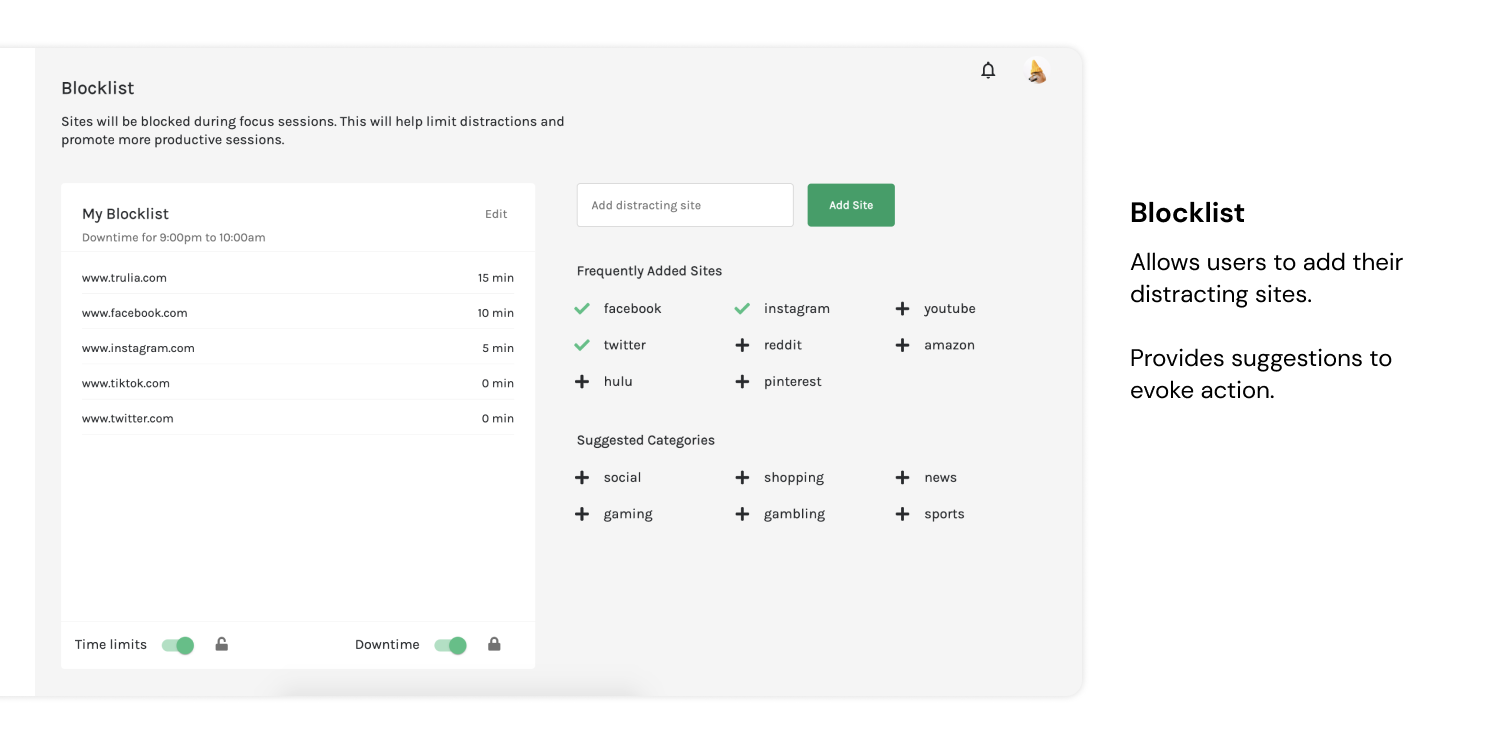 Blocklist
Sites will be blocked during focus sessions. This will help limit distractions and
promote more productive sessions.
My Blocklist
Edit
Downtime for 9:00pm to 10:00am
www.trulia.com 15 min
www.facebook.com 10 min
www.instagram.com 5 min
www.tiktok.com 0 min
www.twitter.com 0 min
Time limits
Downtime
Add distracting site
Add Site
Frequently Added Sites
facebook instagram youtube
twitter reddit amazon
hulu pinterest
Suggested Categories
social shopping news
gaming gambling sports
Blocklist
Allows users to add their
distracting sites.
Provides suggestions to
evoke action.